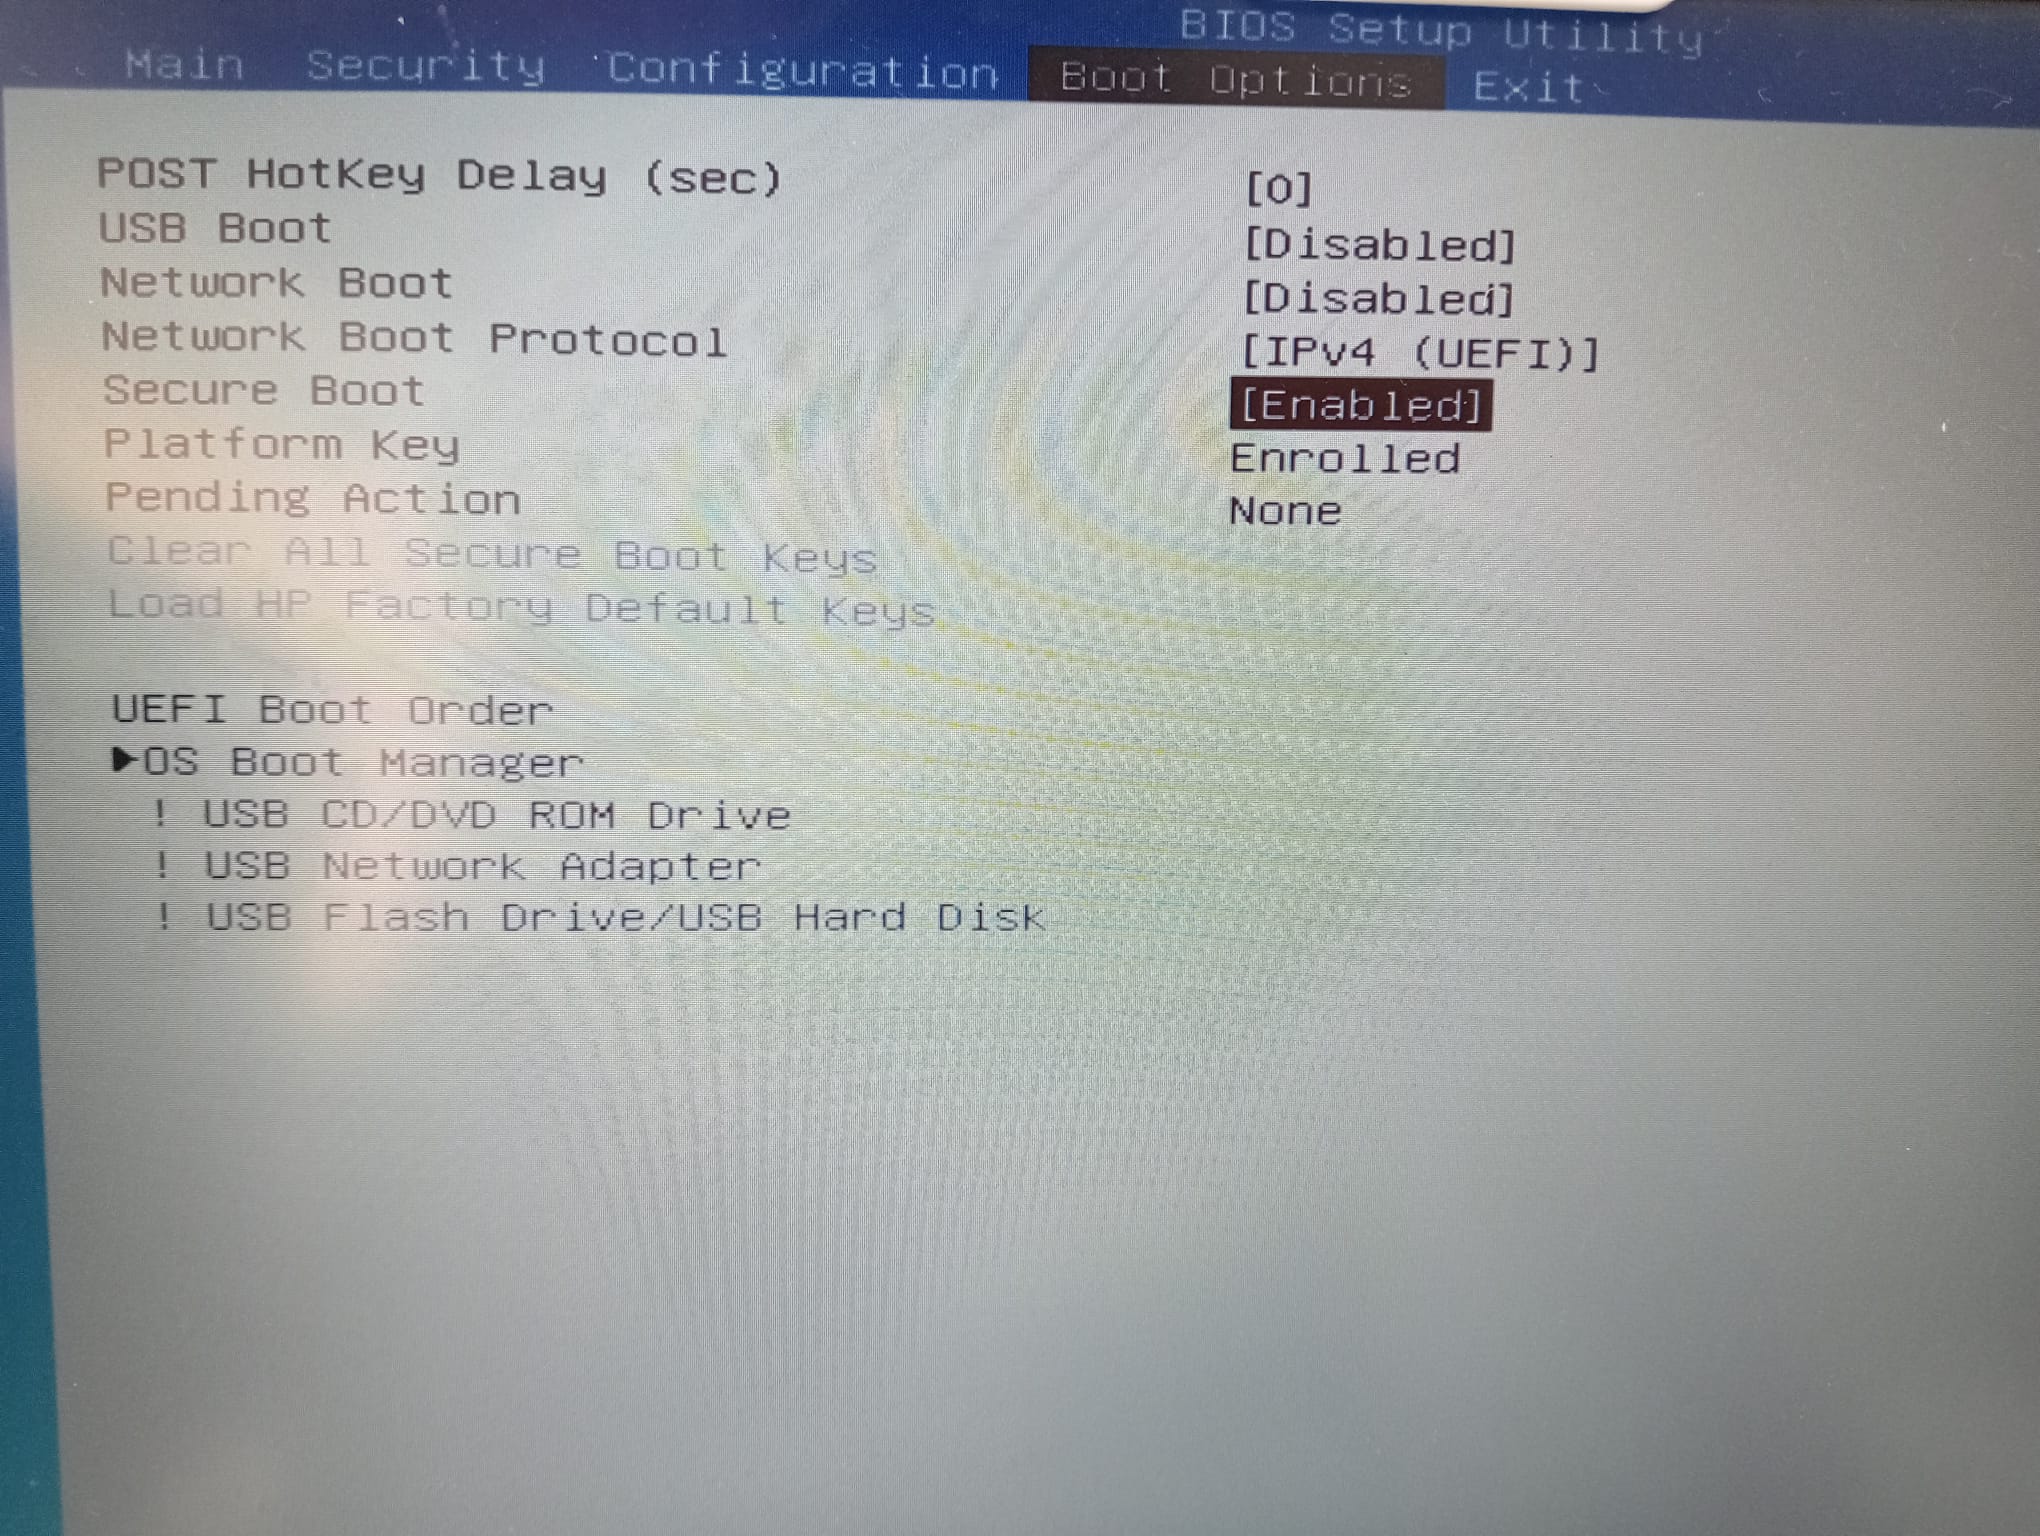 BIOS Setup Utility
Main Security Configuration Boot Options Exit
POST HotKey Delay (sec) [0]
USB Boot [Disabled]
Network Boot [Disabled]
Network Boot Protocol [IPv4 (UEFI)]
Secure Boot [Enabled]
Platform Key Enrolled
Pending Action None
Clear All Secure Boot Keys
Load HP Factory Default Keys
UEFI Boot Order
▶OS Boot Manager
! USB CD/DVD ROM Drive
! USB Network Adapter
! USB Flash Drive/USB Hard Disk